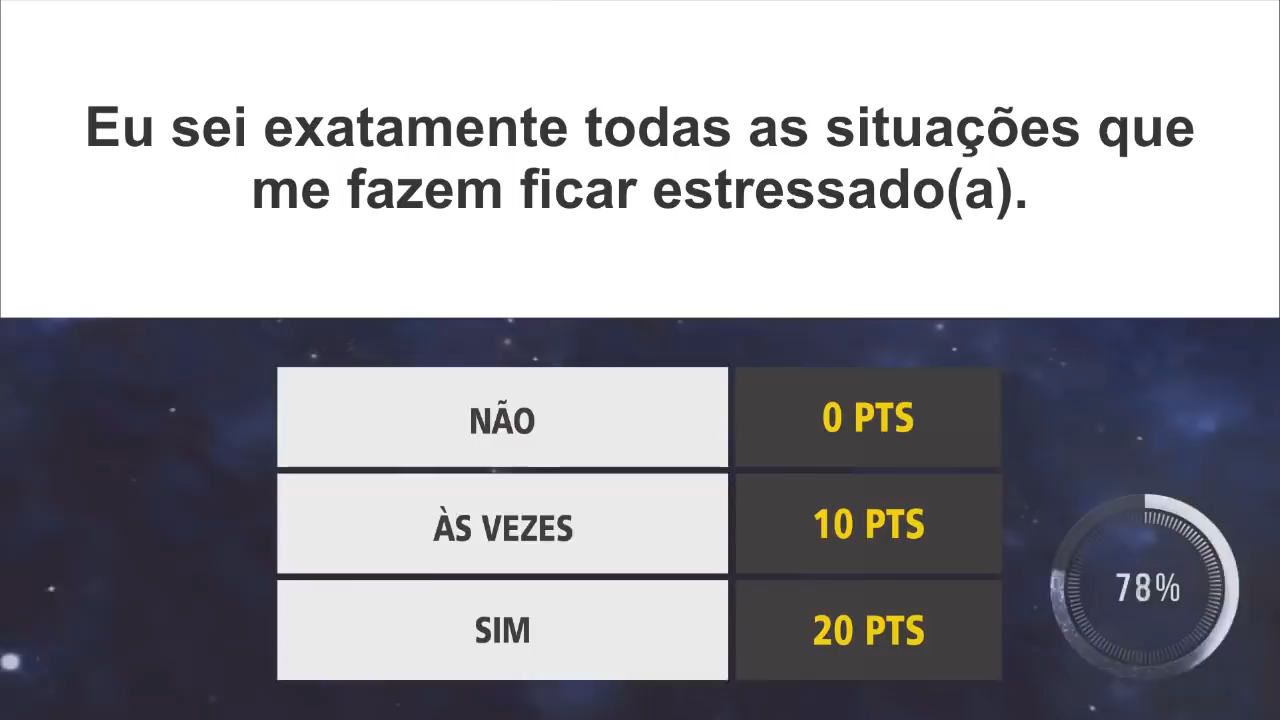 Eu sei exatamente todas as situações que
me fazem ficar estressado(a).
NÃO 0 PTS
ÀS VEZES 10 PTS
SIM 20 PTS
78%